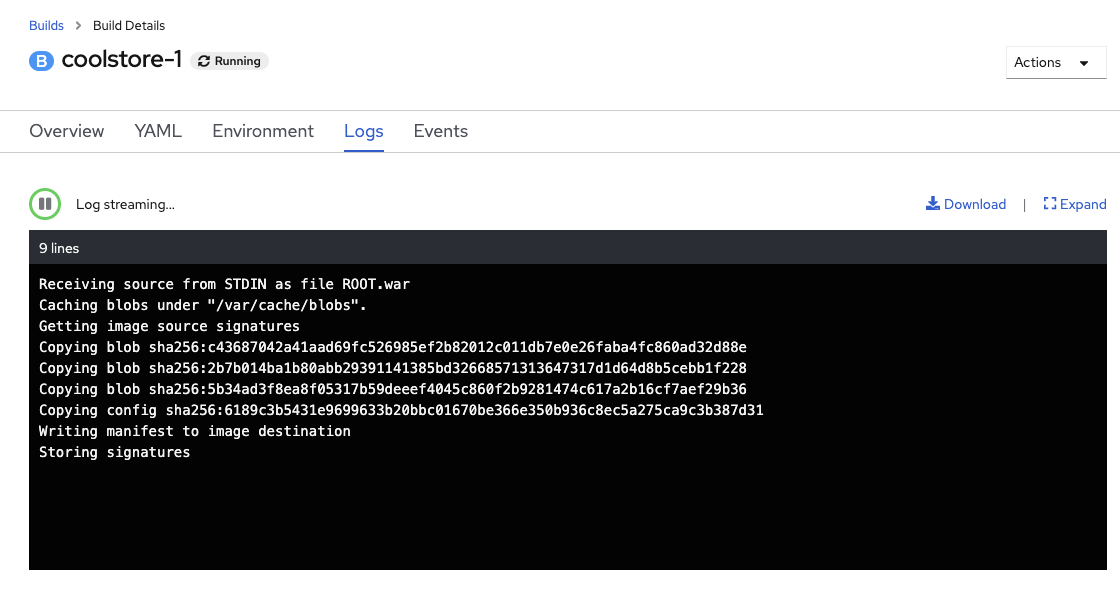 Builds > Build Details
B coolstore-1 Running
Actions
Overview YAML Environment Logs Events
Log streaming...
Download | Expand
9 lines
Receiving source from STDIN as file ROOT.war
Caching blobs under "/var/cache/blobs".
Getting image source signatures
Copying blob sha256:c43687042a41aad69fc526985ef2b82012c011db7e0e26faba4fc860ad32d88e
Copying blob sha256:2b7b014ba1b80abb29391141385bd32668571313647317d1d64d8b5cebb1f228
Copying blob sha256:5b34ad3f8ea8f05317b59deeef4045c860f2b9281474c617a2b16cf7aef29b36
Copying config sha256:6189c3b5431e9699633b20bbc01670be366e350b936c8ec5a275ca9c3b387d31
Writing manifest to image destination
Storing signatures